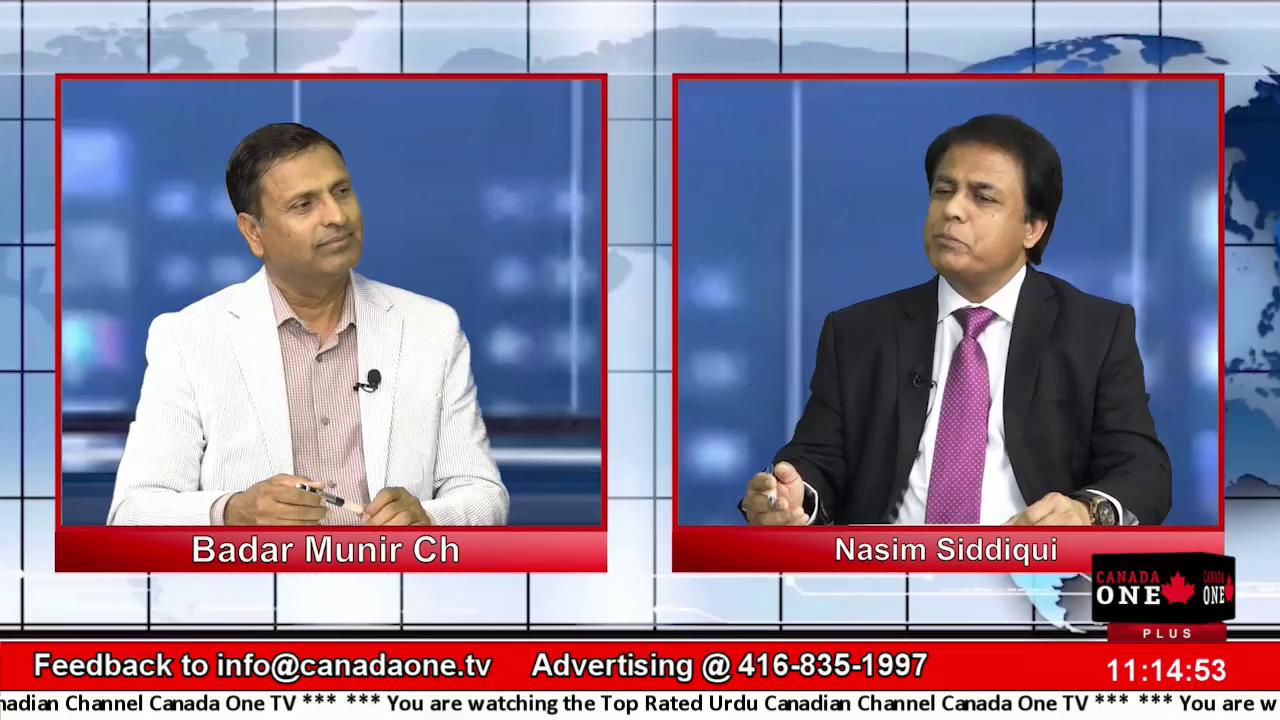 Badar Munir Ch
Nasim Siddiqui
CANADA
ONE
CANADA
ONE
PLUS
Feedback to info@canadaone.tv Advertising @ 416-835-1997
11:14:53
nadian Channel Canada One TV *** *** You are watching the Top Rated Urdu Canadian Channel Canada One TV *** *** You are w